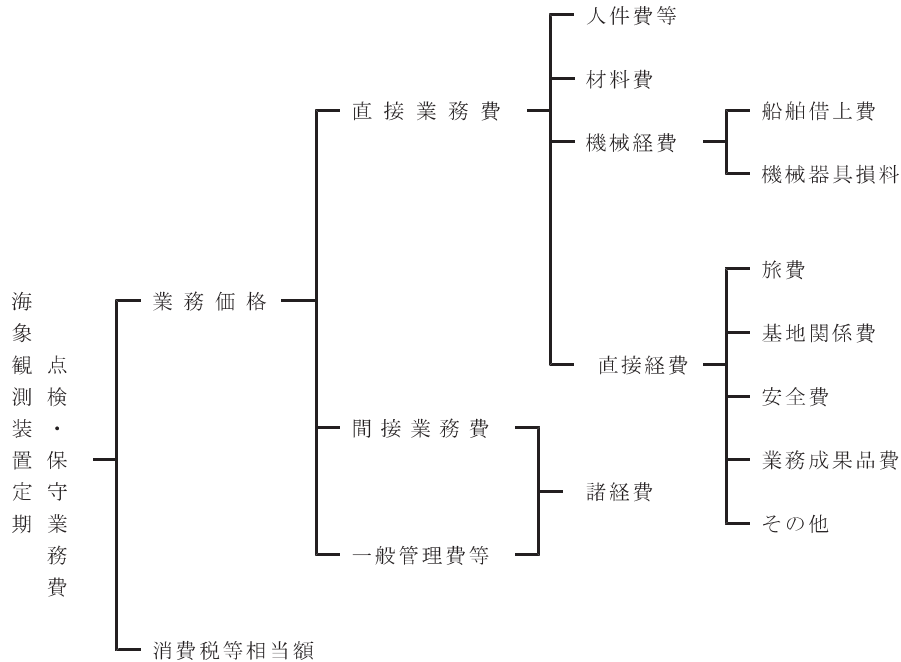 海象観測装置定期
点検・保守業務費
業務価格
消費税等相当額
直接業務費
間接業務費
一般管理費等
人件費等
材料費
機械経費
直接経費
諸経費
船舶借上費
機械器具損料
旅費
基地関係費
安全費
業務成果品費
その他